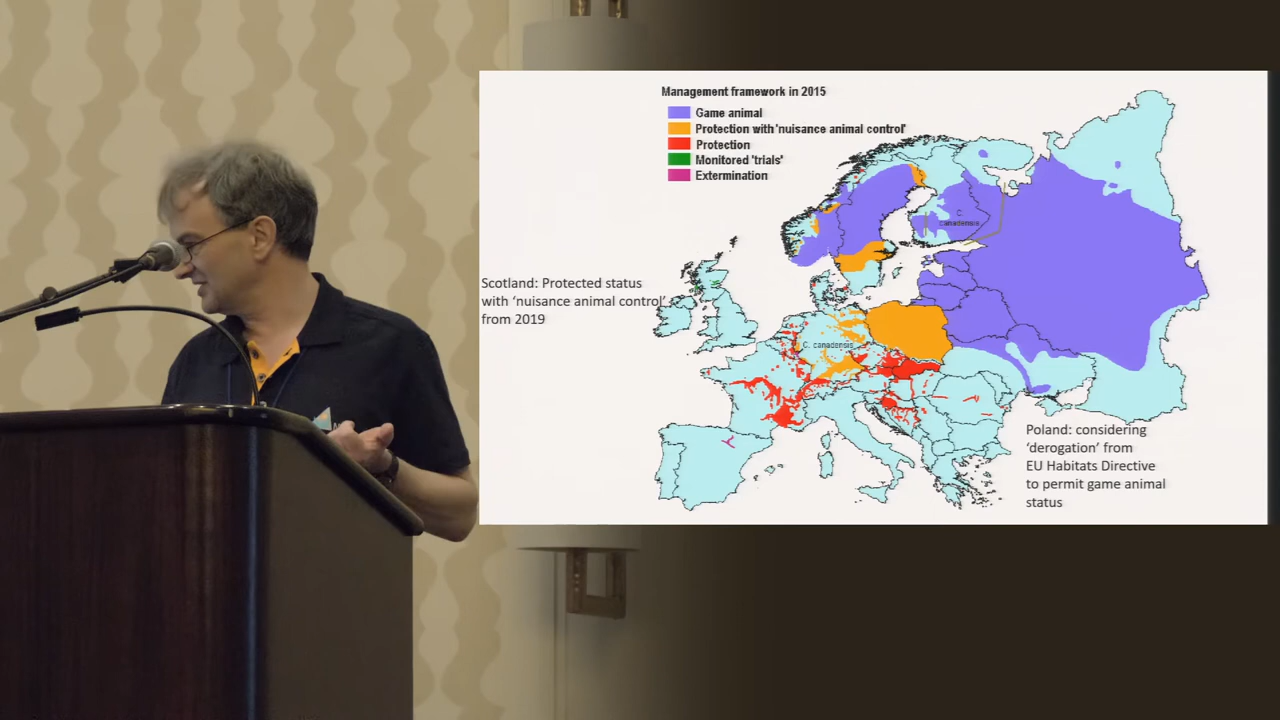 Management framework in 2015
Game animal
Protection with 'nuisance animal control'
Protection
Monitored 'trials'
Extermination
C.
canadensis
Scotland: Protected status
with ‘nuisance animal control’
from 2019
C. canadensis
Poland: considering
‘derogation’ from
EU Habitats Directive
to permit game animal
status